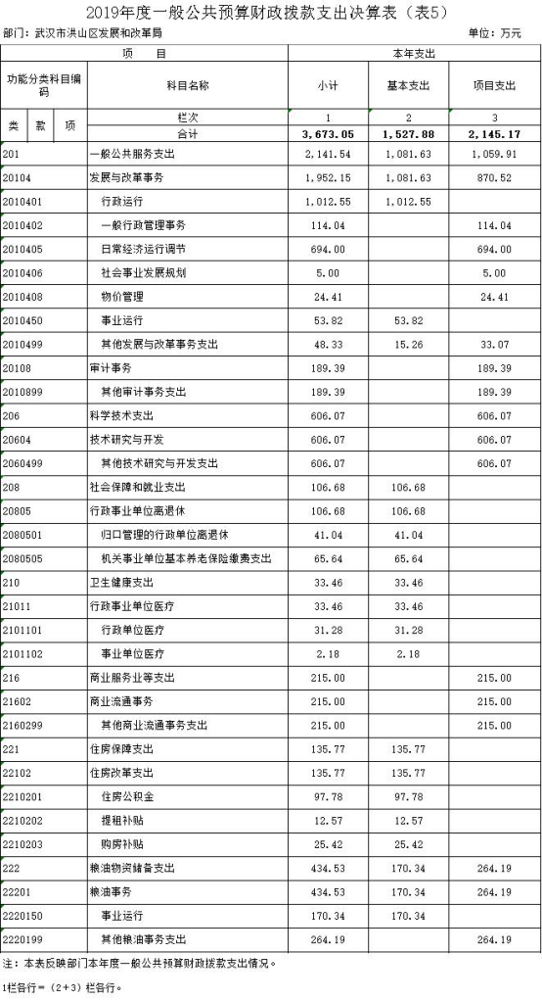 2019年度一般公共预算财政拨款支出决算表（表5）
部门：武汉市洪山区发展和改革局 单位：万元
项 目 本年支出
功能分类科目编码 科目名称 小计 基本支出 项目支出
类 款 项 栏次 1 2 3
合计 3,673.05 1,527.88 2,145.17
201 一般公共服务支出 2,141.54 1,081.63 1,059.91
20104 发展与改革事务 1,952.15 1,081.63 870.52
2010401 行政运行 1,012.55 1,012.55
2010402 一般行政管理事务 114.04 114.04
2010405 日常经济运行调节 694.00 694.00
2010406 社会事业发展规划 5.00 5.00
2010408 物价管理 24.41 24.41
2010450 事业运行 53.82 53.82
2010499 其他发展与改革事务支出 48.33 15.26 33.07
20108 审计事务 189.39 189.39
2010899 其他审计事务支出 189.39 189.39
206 科学技术支出 606.07 606.07
20604 技术研究与开发 606.07 606.07
2060499 其他技术研究与开发支出 606.07 606.07
208 社会保障和就业支出 106.68 106.68
20805 行政事业单位离退休 106.68 106.68
2080501 归口管理的行政单位离退休 41.04 41.04
2080505 机关事业单位基本养老保险缴费支出 65.64 65.64
210 卫生健康支出 33.46 33.46
21011 行政事业单位医疗 33.46 33.46
2101101 行政单位医疗 31.28 31.28
2101102 事业单位医疗 2.18 2.18
216 商业服务业等支出 215.00 215.00
21602 商业流通事务 215.00 215.00
2160299 其他商业流通事务支出 215.00 215.00
221 住房保障支出 135.77 135.77
22102 住房改革支出 135.77 135.77
2210201 住房公积金 97.78 97.78
2210202 提租补贴 12.57 12.57
2210203 购房补贴 25.42 25.42
222 粮油物资储备支出 434.53 170.34 264.19
22201 粮油事务 434.53 170.34 264.19
2220150 事业运行 170.34 170.34
2220199 其他粮油事务支出 264.19 264.19
注：本表反映部门本年度一般公共预算财政拨款支出情况。
1栏各行＝（2+3）栏各行。